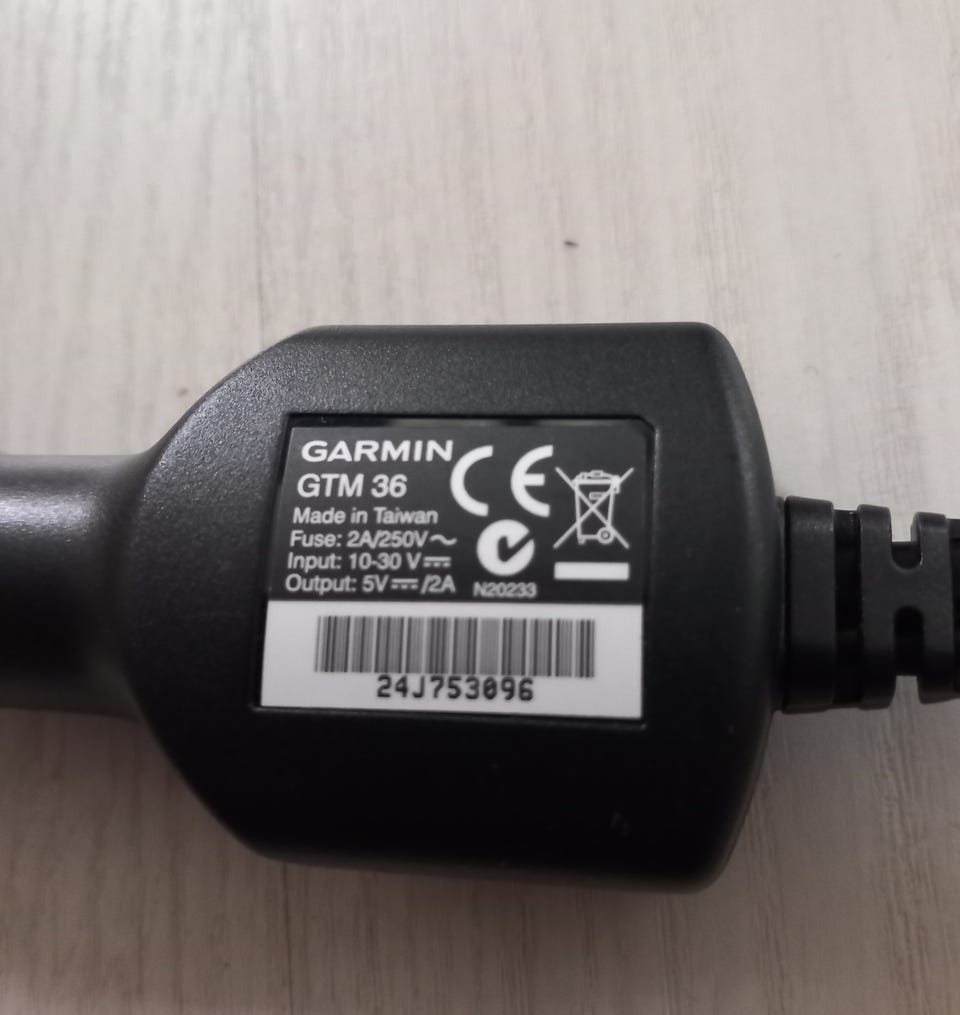 GARMIN
GTM 36
Made in Taiwan
Fuse: 2A/250V~
Input: 10-30 V⎓
Output: 5V⎓/2A
CE
N20233
24J753096